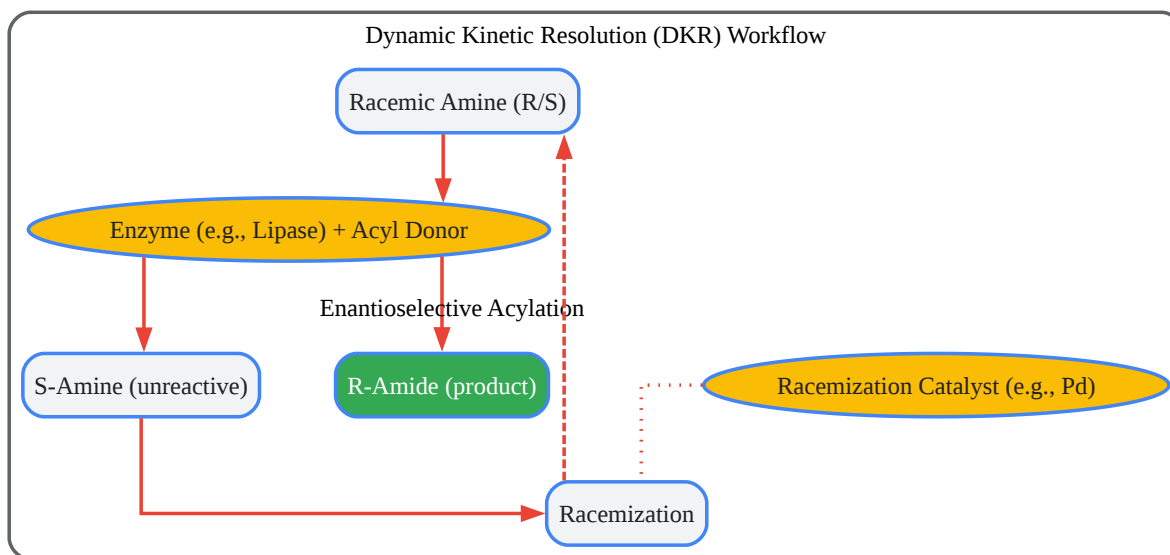 Dynamic Kinetic Resolution (DKR) Workflow
Racemic Amine (R/S)
Enzyme (e.g., Lipase) + Acyl Donor
Enantioselective Acylation
S-Amine (unreactive)
R-Amide (product)
Racemization Catalyst (e.g., Pd)
Racemization